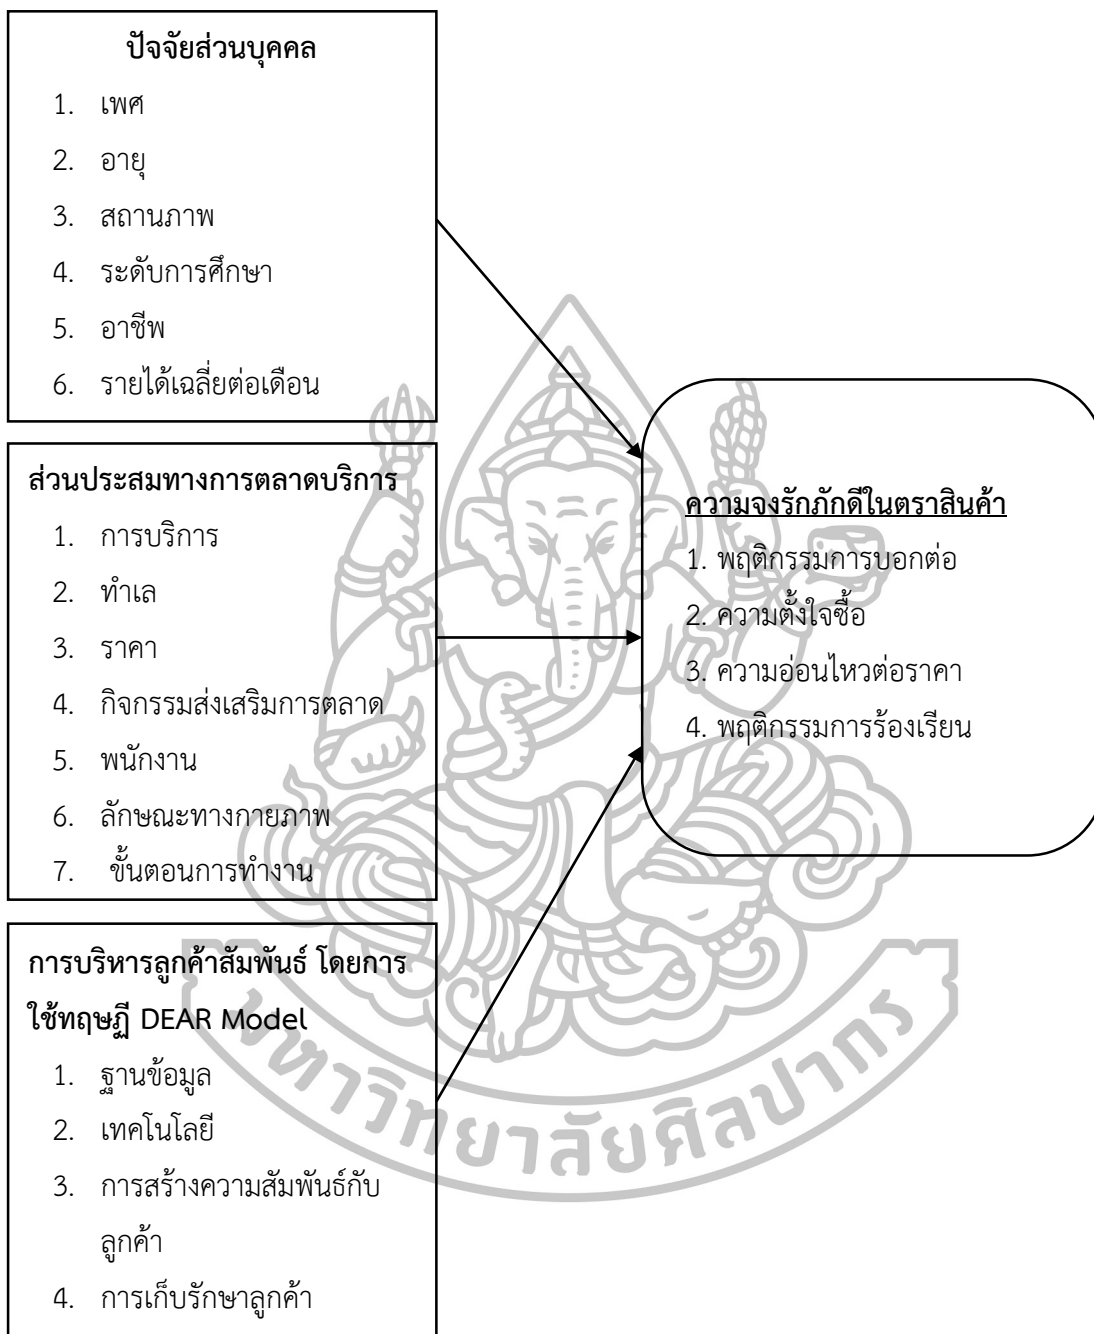 ปัจจัยส่วนบุคคล
1. เพศ
2. อายุ
3. สถานภาพ
4. ระดับการศึกษา
5. อาชีพ
6. รายได้เฉลี่ยต่อเดือน
ส่วนประสมทางการตลาดบริการ
1. การบริการ
2. ทำเล
3. ราคา
4. กิจกรรมส่งเสริมการตลาด
5. พนักงาน
6. ลักษณะทางกายภาพ
7. ขั้นตอนการทำงาน
การบริหารลูกค้าสัมพันธ์ โดยการ
ใช้ทฤษฎี DEAR Model
1. ฐานข้อมูล
2. เทคโนโลยี
3. การสร้างความสัมพันธ์กับ
ลูกค้า
4. การเก็บรักษาลูกค้า
ความจงรักภักดีในตราสินค้า
1. พฤติกรรมการบอกต่อ
2. ความตั้งใจซื้อ
3. ความอ่อนไหวต่อราคา
4. พฤติกรรมการร้องเรียน
มหาวิทยาลัยศิลปากร